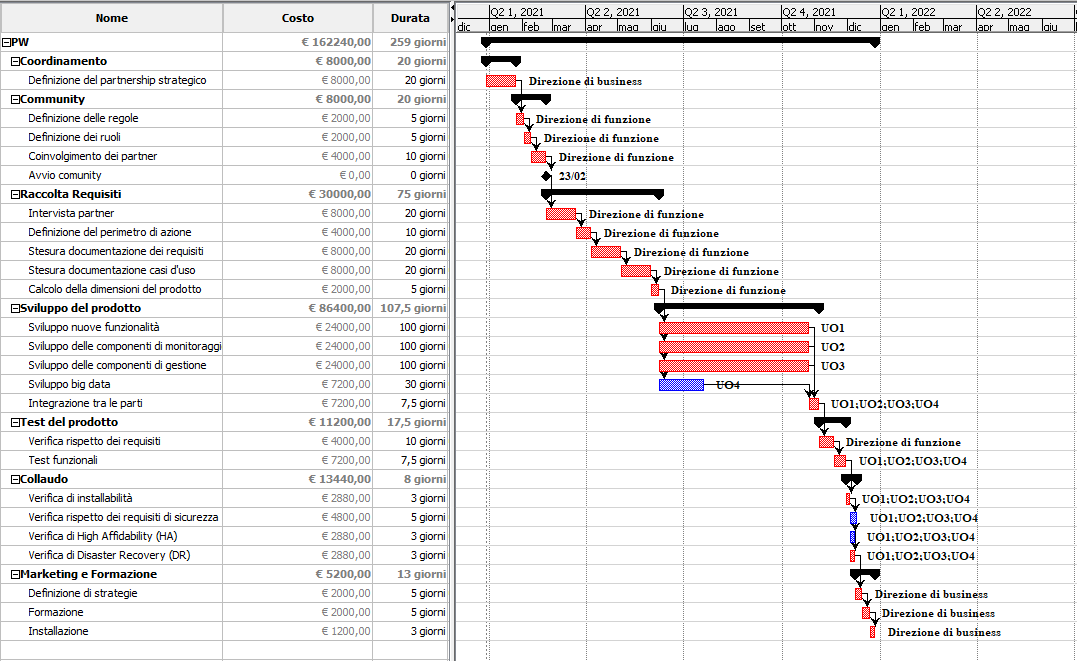 Nome Costo Durata Q2 1, 2021 Q2 2, 2021 Q2 3, 2021 Q2 4, 2021 Q2 1, 2022 Q2 2, 2022
dic gen feb mar apr mag giu lug ago set ott nov dic gen feb mar apr mag giu
PW € 162240,00 259 giorni
Coordinamento € 8000,00 20 giorni
Definizione del partnership strategico € 8000,00 20 giorni Direzione di business
Community € 8000,00 20 giorni
Definizione delle regole € 2000,00 5 giorni Direzione di funzione
Definizione dei ruoli € 2000,00 5 giorni Direzione di funzione
Coinvolgimento dei partner € 4000,00 10 giorni Direzione di funzione
Avvio comunity € 0,00 0 giorni 23/02
Raccolta Requisiti € 30000,00 75 giorni
Intervista partner € 8000,00 20 giorni Direzione di funzione
Definizione del perimetro di azione € 4000,00 10 giorni Direzione di funzione
Stesura documentazione dei requisiti € 8000,00 20 giorni Direzione di funzione
Stesura documentazione casi d'uso € 8000,00 20 giorni Direzione di funzione
Calcolo della dimensioni del prodotto € 2000,00 5 giorni Direzione di funzione
Sviluppo del prodotto € 86400,00 107,5 giorni
Sviluppo nuove funzionalità € 24000,00 100 giorni UO1
Sviluppo delle componenti di monitoraggi € 24000,00 100 giorni UO2
Sviluppo delle componenti di gestione € 24000,00 100 giorni UO3
Sviluppo big data € 7200,00 30 giorni UO4
Integrazione tra le parti € 7200,00 7,5 giorni UO1;UO2;UO3;UO4
Test del prodotto € 11200,00 17,5 giorni
Verifica rispetto dei requisiti € 4000,00 10 giorni Direzione di funzione
Test funzionali € 7200,00 7,5 giorni UO1;UO2;UO3;UO4
Collaudo € 13440,00 8 giorni
Verifica di installabilità € 2880,00 3 giorni UO1;UO2;UO3;UO4
Verifica rispetto dei requisiti di sicurezza € 4800,00 5 giorni UO1;UO2;UO3;UO4
Verifica di High Affidability (HA) € 2880,00 3 giorni UO1;UO2;UO3;UO4
Verifica di Disaster Recovery (DR) € 2880,00 3 giorni UO1;UO2;UO3;UO4
Marketing e Formazione € 5200,00 13 giorni
Definizione di strategie € 2000,00 5 giorni Direzione di business
Formazione € 2000,00 5 giorni Direzione di business
Installazione € 1200,00 3 giorni Direzione di business